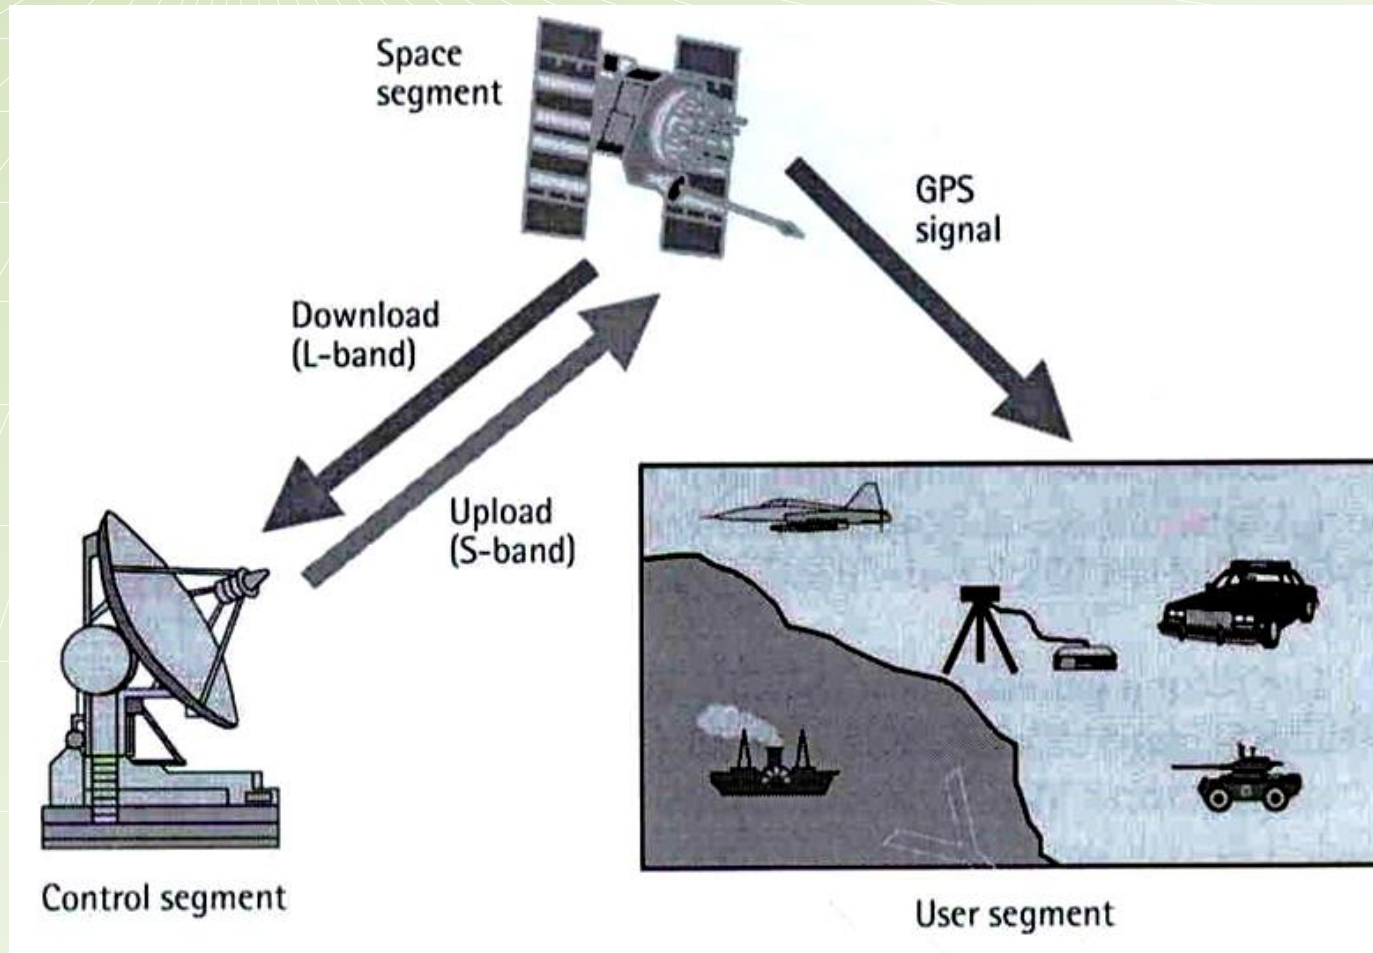 Space
segment
GPS
signal
Download
(L-band)
Upload
(S-band)
Control segment
User segment